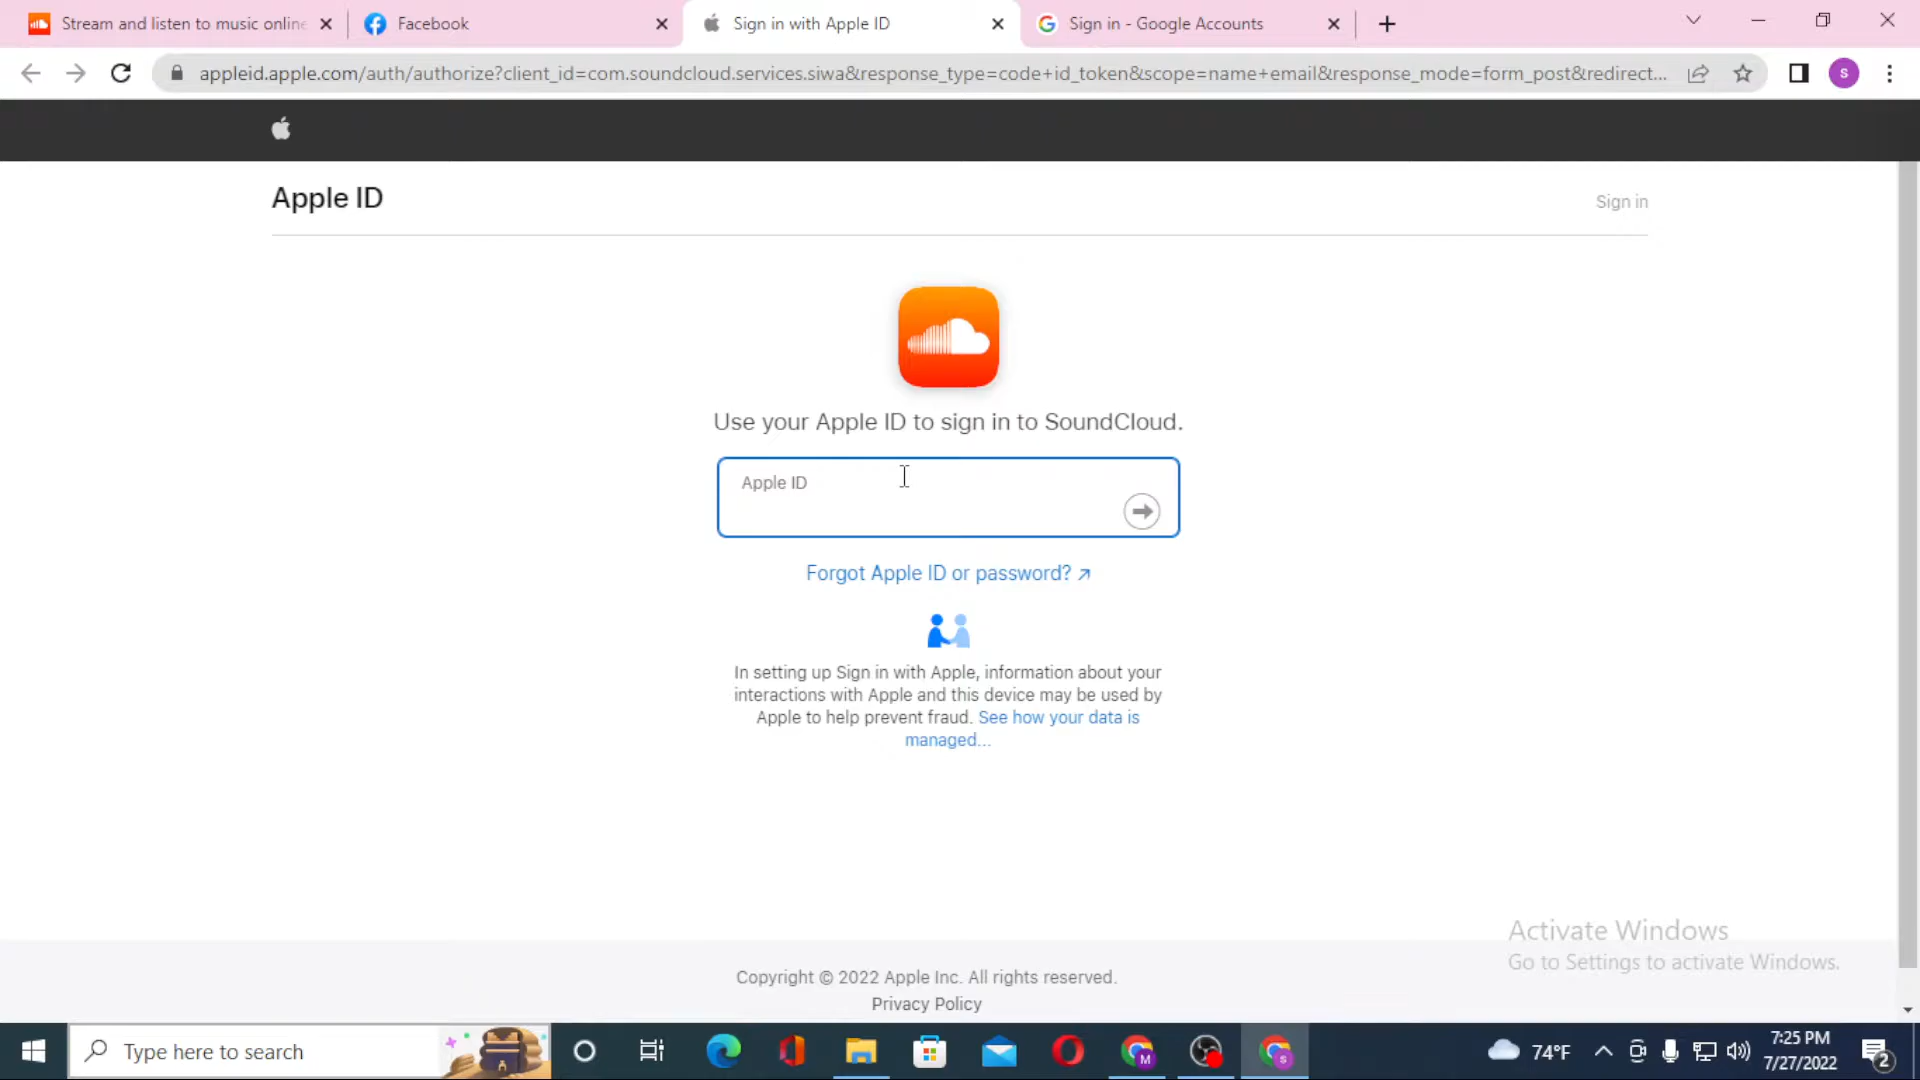 Stream and listen to music online
Facebook
Sign in with Apple ID
Sign in - Google Accounts
appleid.apple.com/auth/authorize?client_id=com.soundcloud.services.siwa&response_type=code+id_token&scope=name+email&response_mode=form_post&redirect...
S
Apple ID
Sign in
Use your Apple ID to sign in to SoundCloud.
Apple ID
Forgot Apple ID or password?
In setting up Sign in with Apple, information about your
interactions with Apple and this device may be used by
Apple to help prevent fraud. See how your data is
managed...
Activate Windows
Go to Settings to activate Windows.
Copyright © 2022 Apple Inc. All rights reserved.
Privacy Policy
Type here to search
M
S
74°F
7:25 PM
7/27/2022
2